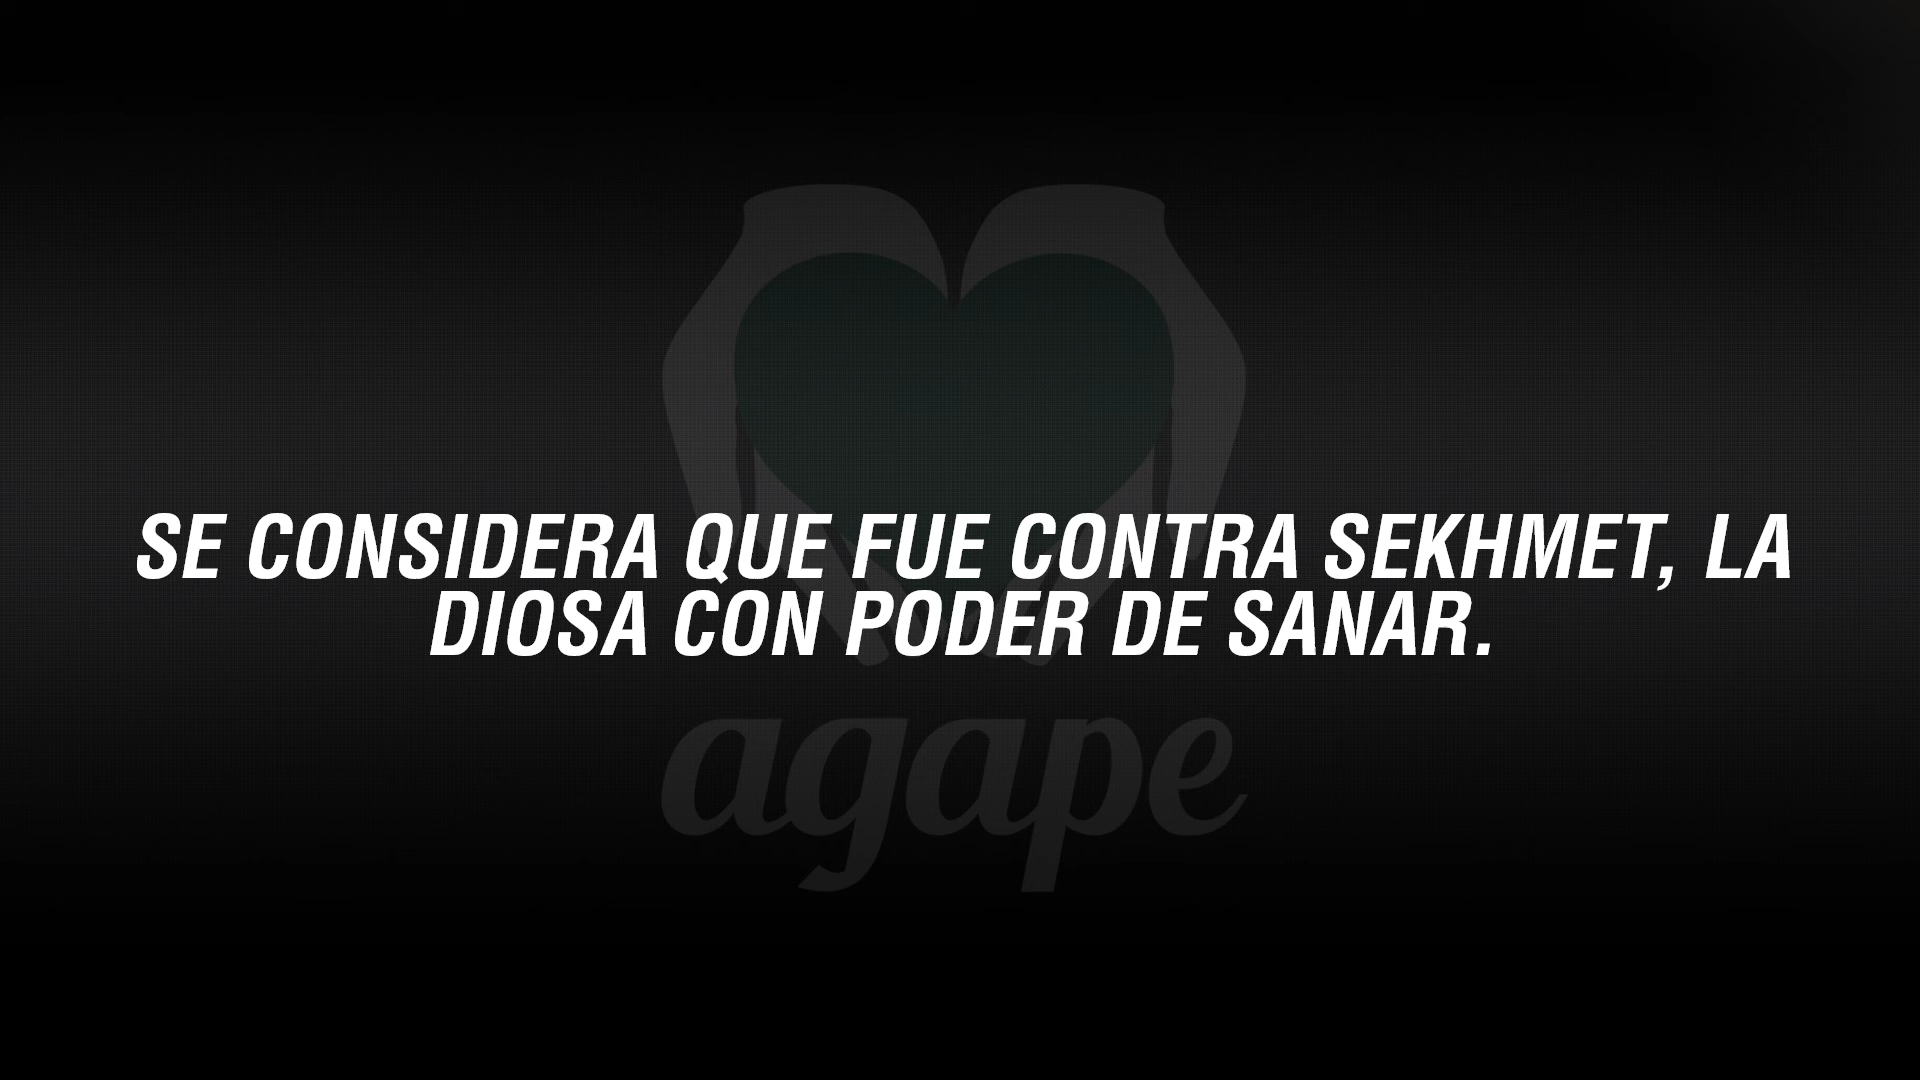 SE CONSIDERA QUE FUE CONTRA SEKHMET, LA
DIOSA CON PODER DE SANAR.
agape